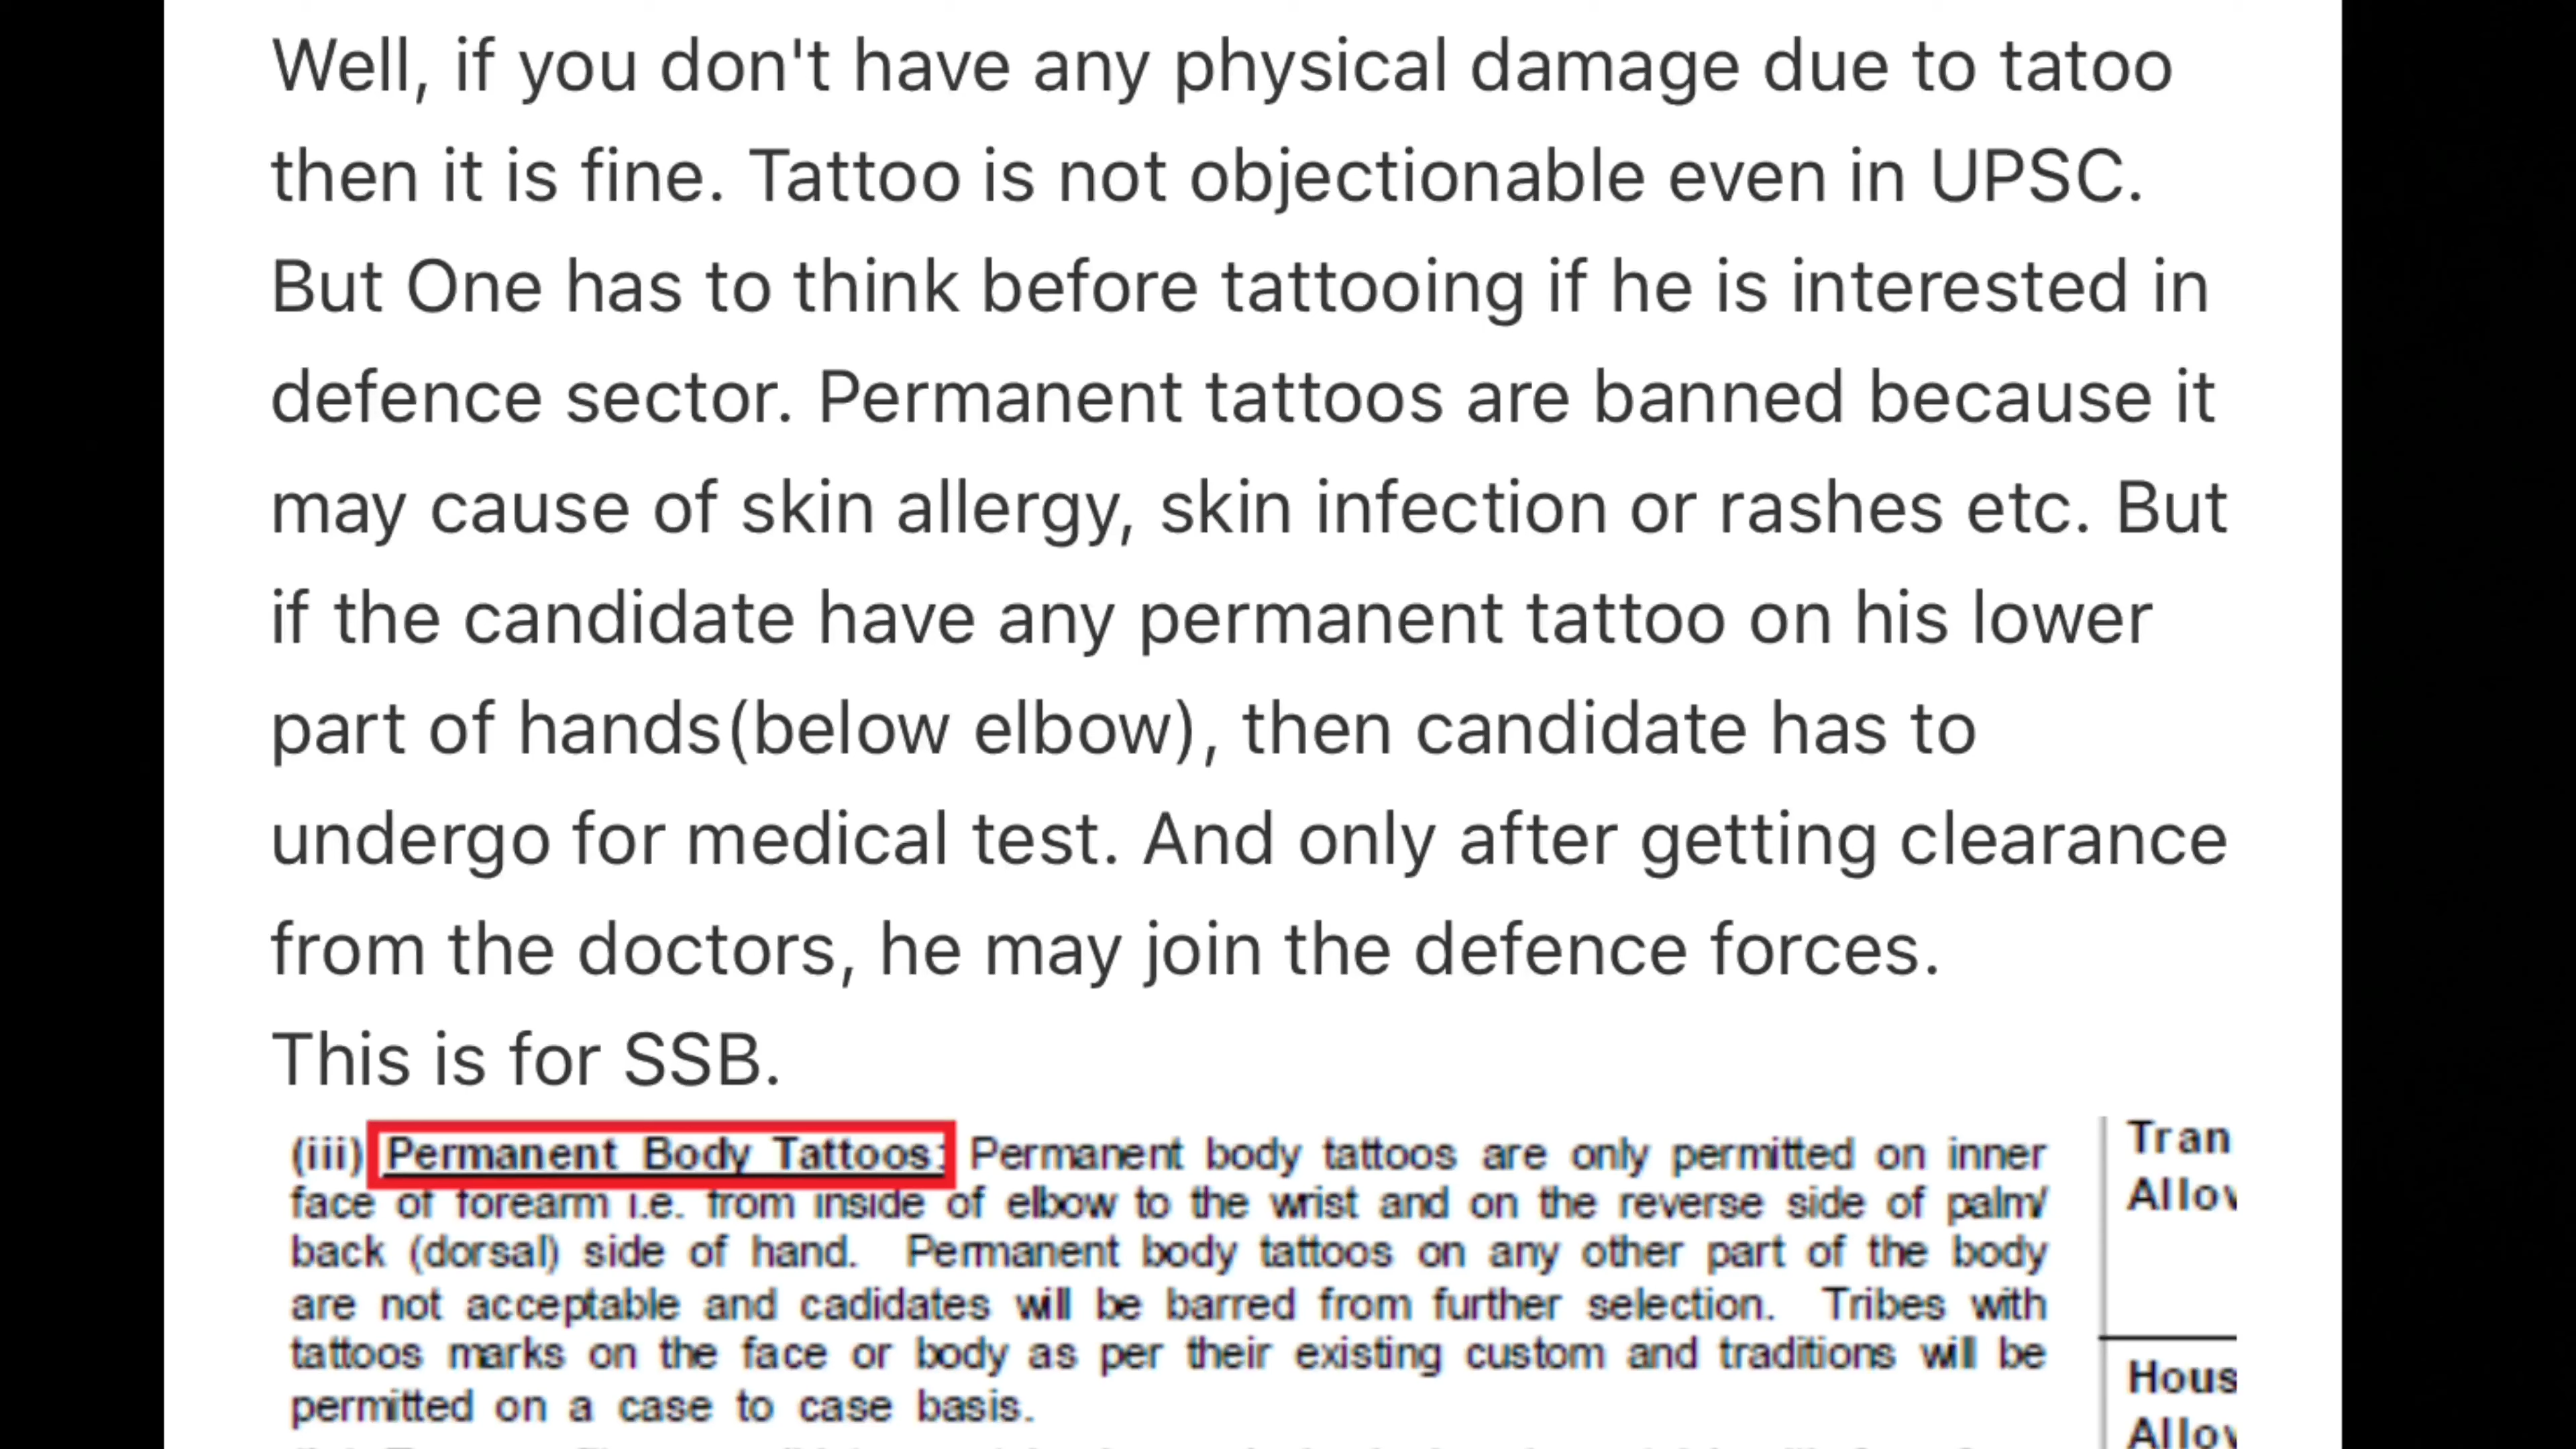 Well, if you don't have any physical damage due to tatoo
then it is fine. Tattoo is not objectionable even in UPSC.
But One has to think before tattooing if he is interested in
defence sector. Permanent tattoos are banned because it
may cause of skin allergy, skin infection or rashes etc. But
if the candidate have any permanent tattoo on his lower
part of hands(below elbow), then candidate has to
undergo for medical test. And only after getting clearance
from the doctors, he may join the defence forces.
This is for SSB.
(iii) Permanent Body Tattoos: Permanent body tattoos are only permitted on inner
face of forearm i.e. from inside of elbow to the wrist and on the reverse side of palm/
back (dorsal) side of hand. Permanent body tattoos on any other part of the body
are not acceptable and cadidates will be barred from further selection. Tribes with
tattoos marks on the face or body as per their existing custom and traditions will be
permitted on a case to case basis.
Tran
Allow
Hous
Allow